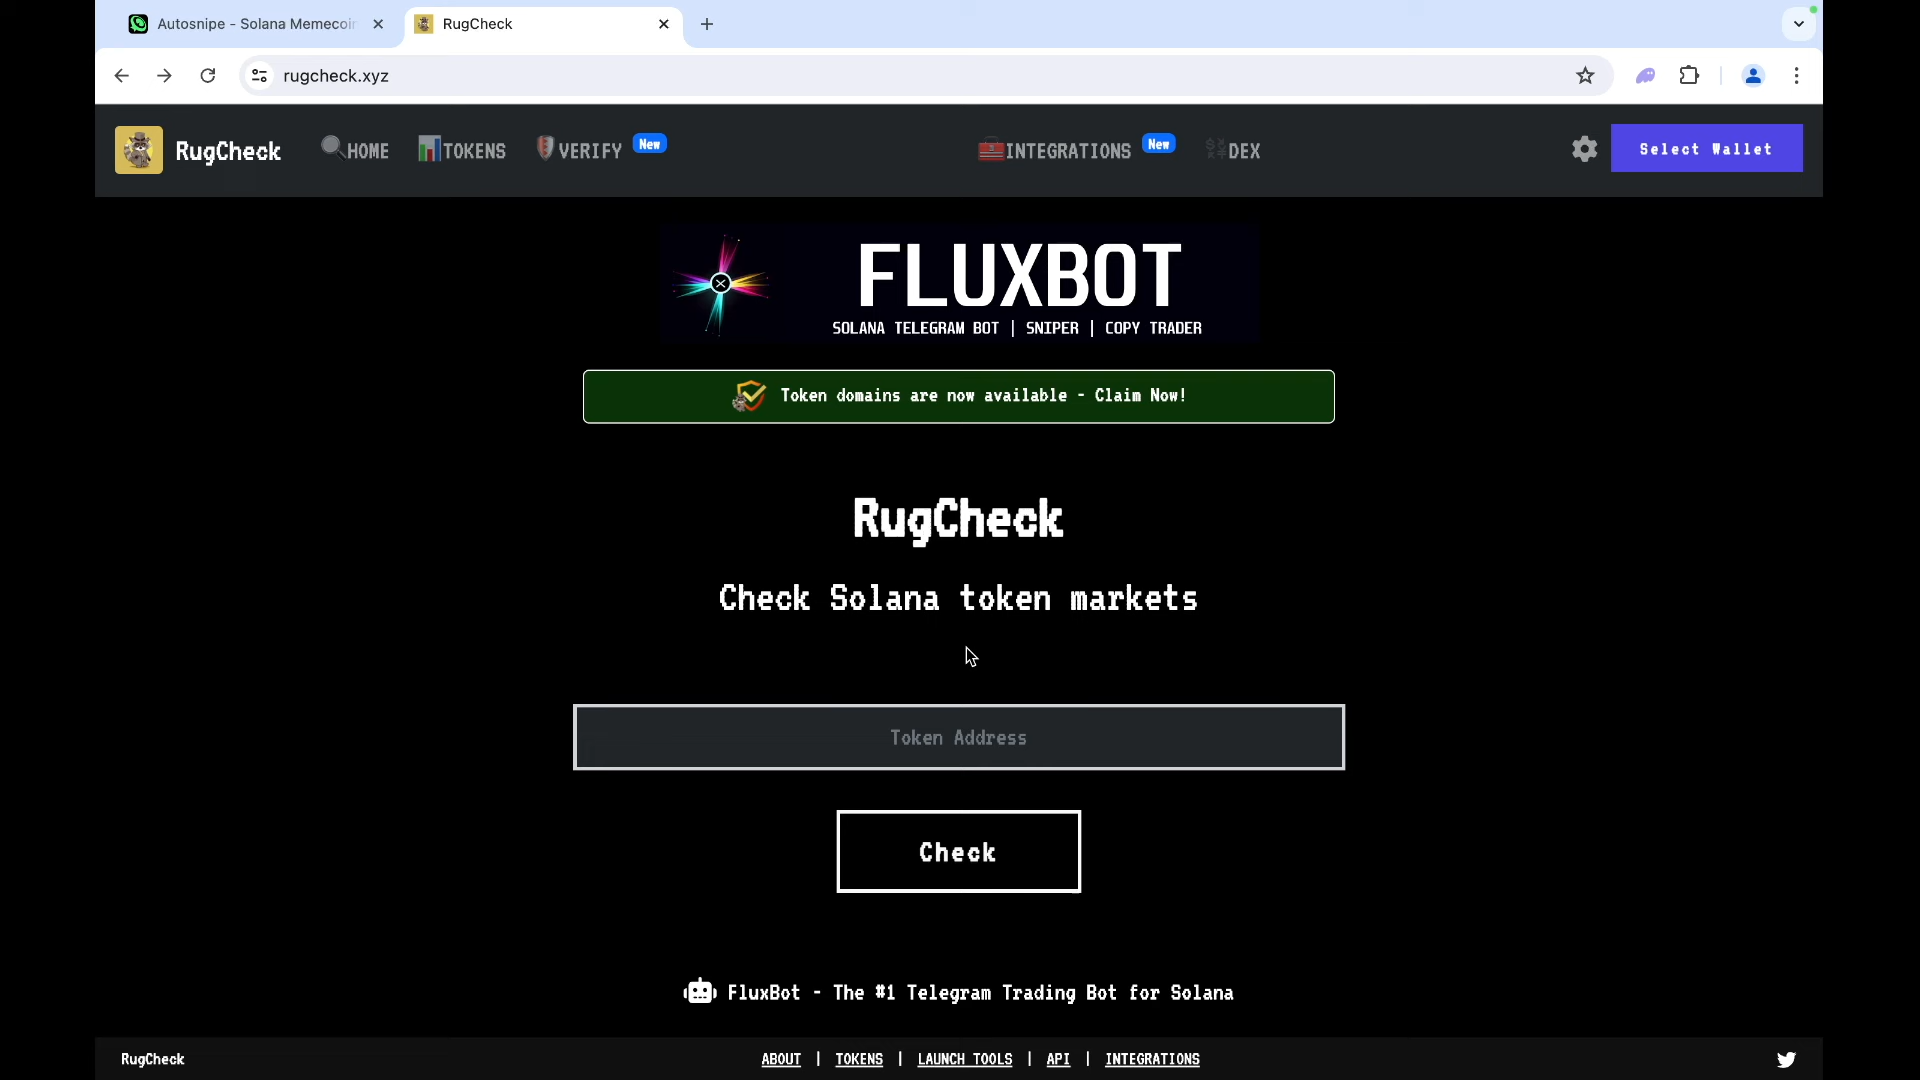 Autosnipe - Solana Memecoin
RugCheck
rugcheck.xyz
RugCheck
HOME
TOKENS
VERIFY
New
INTEGRATIONS
New
DEX
Select Wallet
FLUXBOT
SOLANA TELEGRAM BOT | SNIPER | COPY TRADER
Token domains are now available - Claim Now!
RugCheck
Check Solana token markets
Token Address
Check
FluxBot - The #1 Telegram Trading Bot for Solana
RugCheck
ABOUT | TOKENS | LAUNCH TOOLS | API | INTEGRATIONS